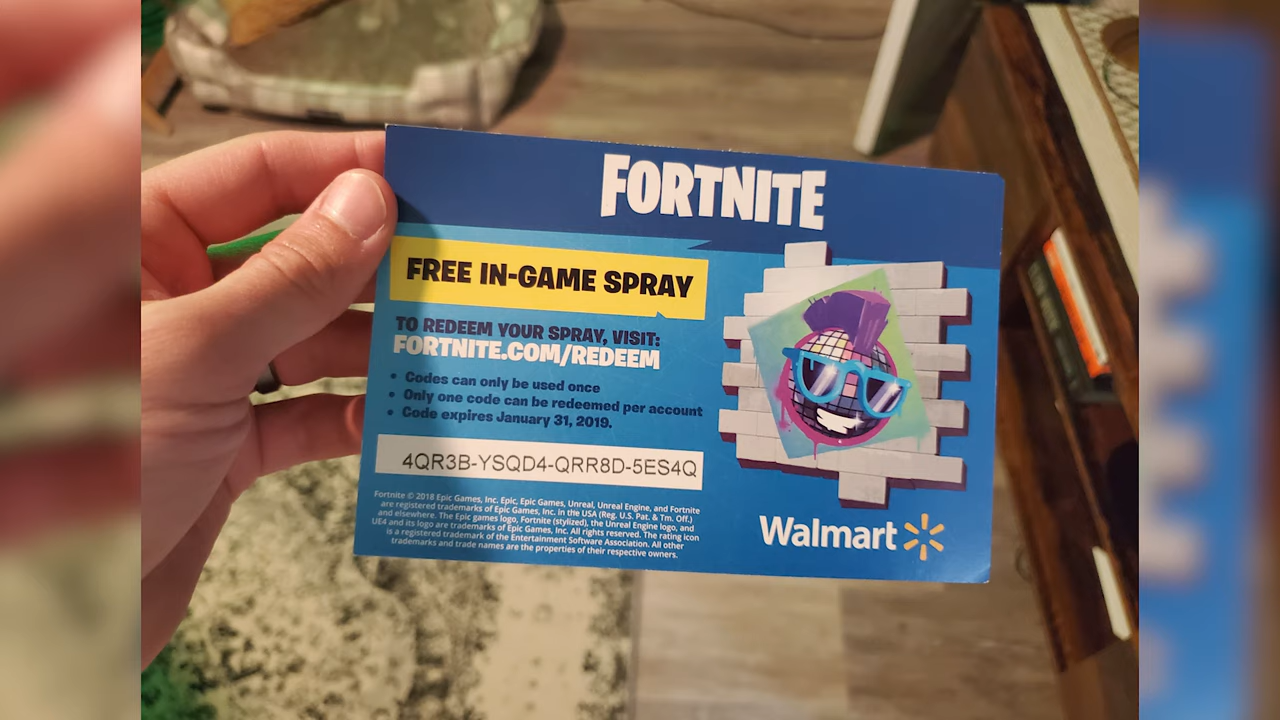 FORTNITE
FREE IN-GAME SPRAY
TO REDEEM YOUR SPRAY, VISIT:
FORTNITE.COM/REDEEM
• Codes can only be used once
• Only one code can be redeemed per account
• Code expires January 31, 2019.
4QR3B-YSQD4-QRR8D-5ES4Q
Fortnite © 2018 Epic Games, Inc. Epic, Epic Games, Unreal, Unreal Engine, and Fortnite
are registered trademarks of Epic Games, Inc. in the USA (Reg. U.S. Pat. & Tm. Off.)
and elsewhere. The Epic games logo, Fortnite (stylized), the Unreal Engine logo, and
UE4 and its logo are trademarks of Epic Games, Inc. All rights reserved. The rating icon
is a registered trademark of the Entertainment Software Association. All other
trademarks and trade names are the properties of their respective owners.
Walmart